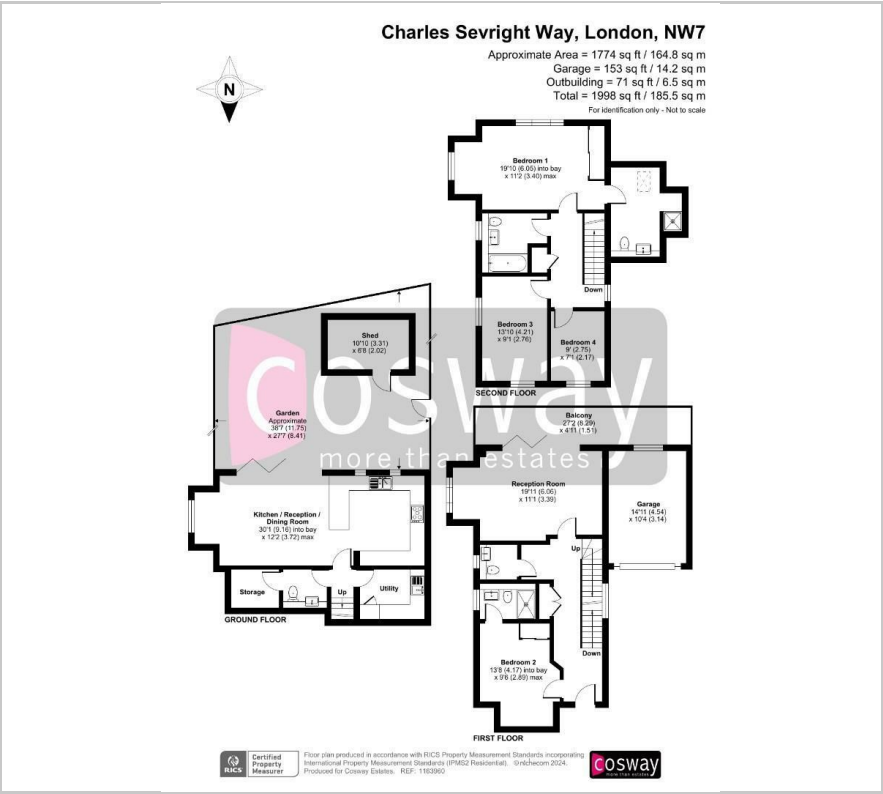 Charles Sevright Way, London, NW7
Approximate Area = 1774 sq ft / 164.8 sq m
Garage = 153 sq ft / 14.2 sq m
Outbuilding = 71 sq ft / 6.5 sq m
Total = 1998 sq ft / 185.5 sq m
For identification only - Not to scale
N
Bedroom 1
19'10 (6.05) into bay
x 11'2 (3.40) max
Down
Bedroom 3
13'10 (4.21)
x 9'1 (2.76)
Bedroom 4
9' (2.75)
x 7'1 (2.17)
SECOND FLOOR
Shed
10'10 (3.31)
x 6'8 (2.02)
Garden
Approximate
38'7 (11.75)
x 27'7 (8.41)
cosway
more than estates
Balcony
27'2 (8.29)
x 4'11 (1.51)
Reception Room
19'11 (6.06)
x 11'1 (3.39)
Garage
14'11 (4.54)
x 10'4 (3.14)
Kitchen / Reception /
Dining Room
30'1 (9.16) into bay
x 12'2 (3.72) max
Storage
Up
Utility
GROUND FLOOR
Up
Down
Bedroom 2
13'8 (4.17) into bay
x 9'6 (2.89) max
FIRST FLOOR
RICS
Certified
Property
Measurer
Floor plan produced in accordance with RICS Property Measurement Standards incorporating
International Property Measurement Standards (IPMS2 Residential). © nichecom 2024.
Produced for Cosway Estates. REF: 1163960
cosway
more than estates